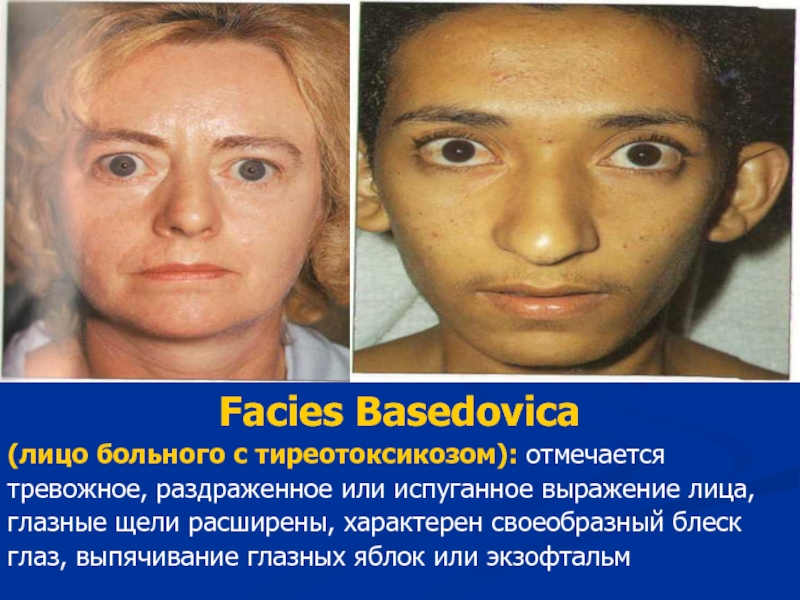 Facies Basedovica
(лицо больного с тиреотоксикозом): отмечается
тревожное, раздраженное или испуганное выражение лица,
глазные щели расширены, характерен своеобразный блеск
глаз, выпячивание глазных яблок или экзофтальм